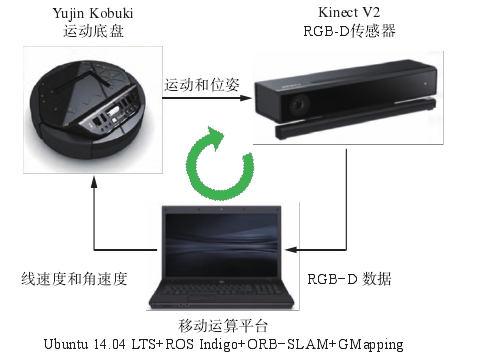 Yujin Kobuki
运动底盘
Kinect V2
RGB-D传感器
运动和位姿
线速度和角速度
RGB-D 数据
移动运算平台
Ubuntu 14.04 LTS+ROS Indigo+ORB-SLAM+GMapping